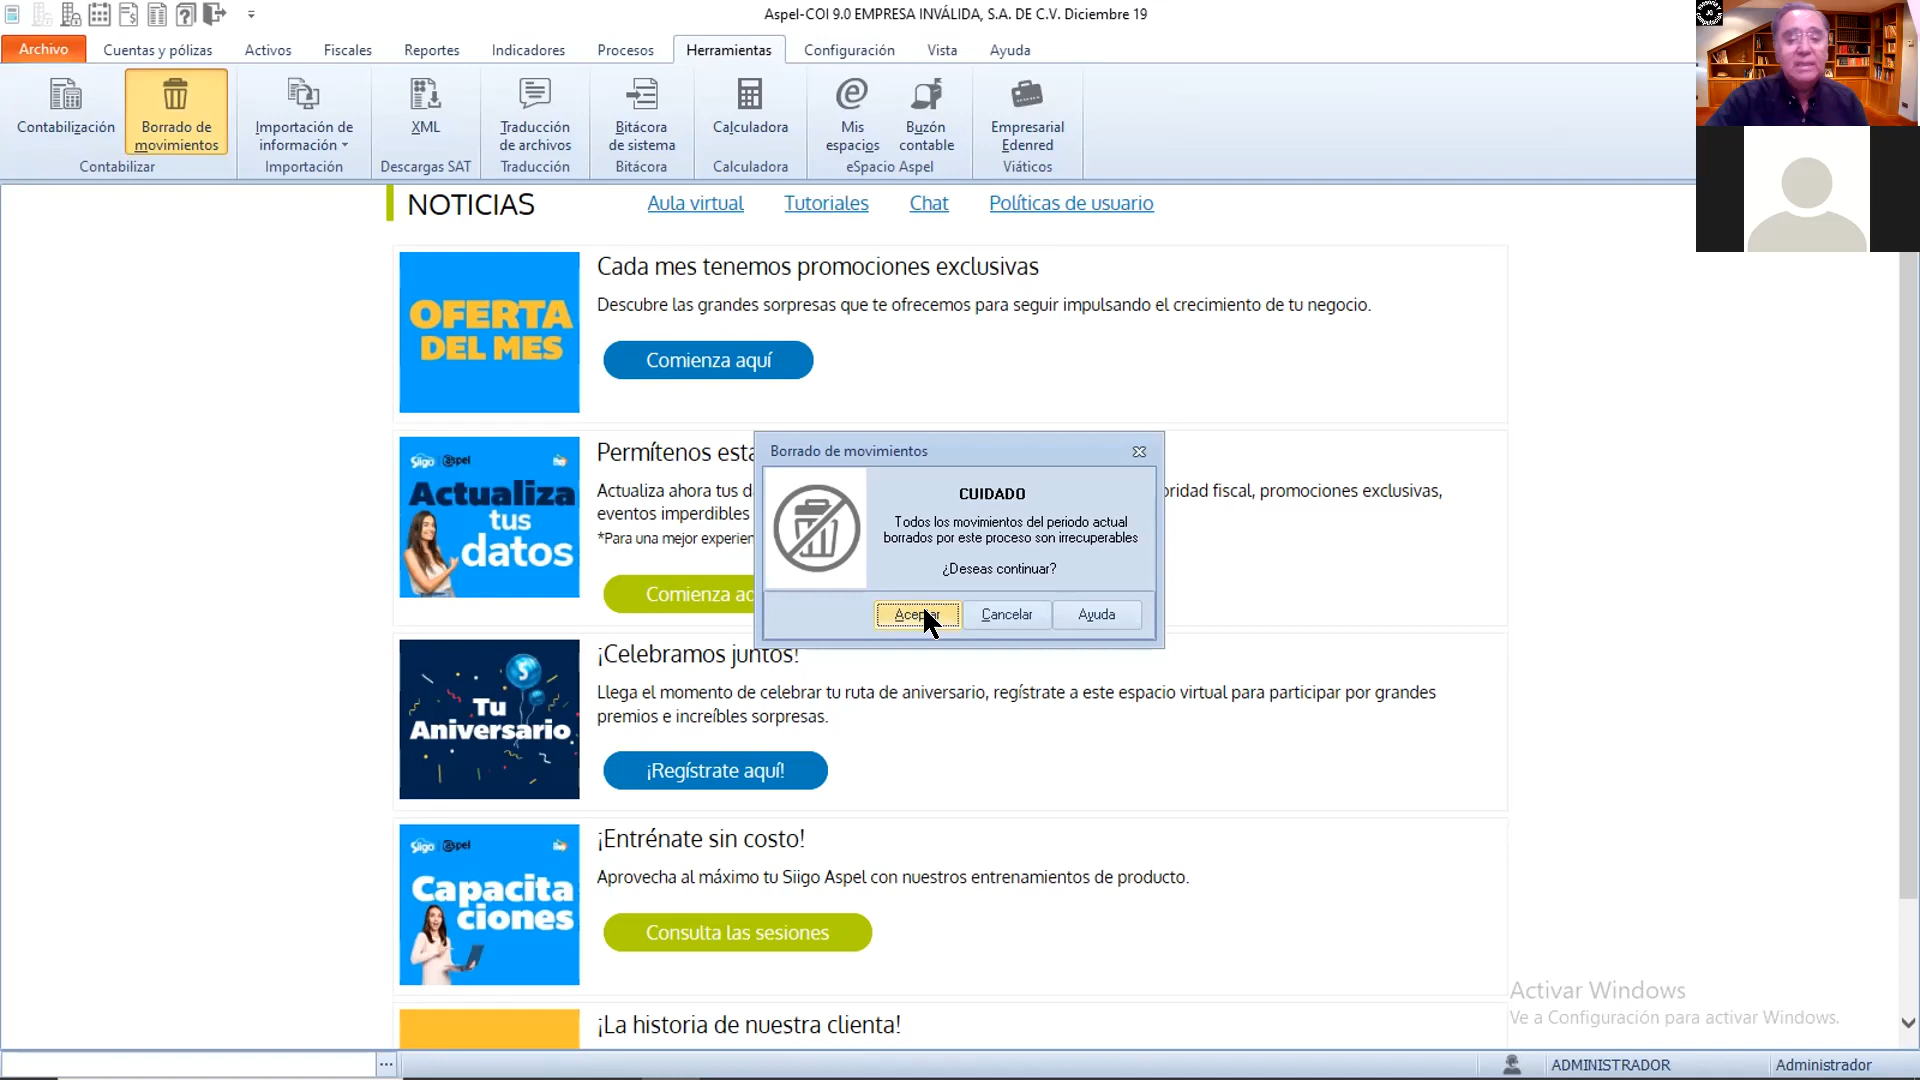 Aspel-COI 9.0 EMPRESA INVÁLIDA, S.A. DE C.V. Diciembre 19
Archivo
Cuentas y pólizas
Activos
Fiscales
Reportes
Indicadores
Procesos
Herramientas
Configuración
Vista
Ayuda
Contabilización
Borrado de
movimientos
Contabilizar
Importación de
información
Importación
XML
Descargas SAT
Traducción
de archivos
Traducción
Bitácora
de sistema
Bitácora
Calculadora
Calculadora
Mis
espacios
Buzón
contable
eSpacio Aspel
Empresarial
Edenred
Viáticos
NOTICIAS
Aula virtual
Tutoriales
Chat
Políticas de usuario
OFERTA
DEL MES
Cada mes tenemos promociones exclusivas
Descubre las grandes sorpresas que te ofrecemos para seguir impulsando el crecimiento de tu negocio.
Comienza aquí
Siigo aspel
Actualiza
tus
datos
Permítenos esta
Actualiza ahora tus d
oridad fiscal, promociones exclusivas,
eventos imperdibles
*Para una mejor experien
Comienza aq
Borrado de movimientos
CUIDADO
Todos los movimientos del periodo actual
borrados por este proceso son irrecuperables
¿Deseas continuar?
Aceptar
Cancelar
Ayuda
Tu
Aniversario
¡Celebramos juntos!
Llega el momento de celebrar tu ruta de aniversario, regístrate a este espacio virtual para participar por grandes
premios e increíbles sorpresas.
¡Regístrate aquí!
Siigo aspel
Capacita
ciones
¡Entrénate sin costo!
Aprovecha al máximo tu Siigo Aspel con nuestros entrenamientos de producto.
Consulta las sesiones
¡La historia de nuestra clienta!
Activar Windows
Ve a Configuración para activar Windows.
ADMINISTRADOR
Administrador